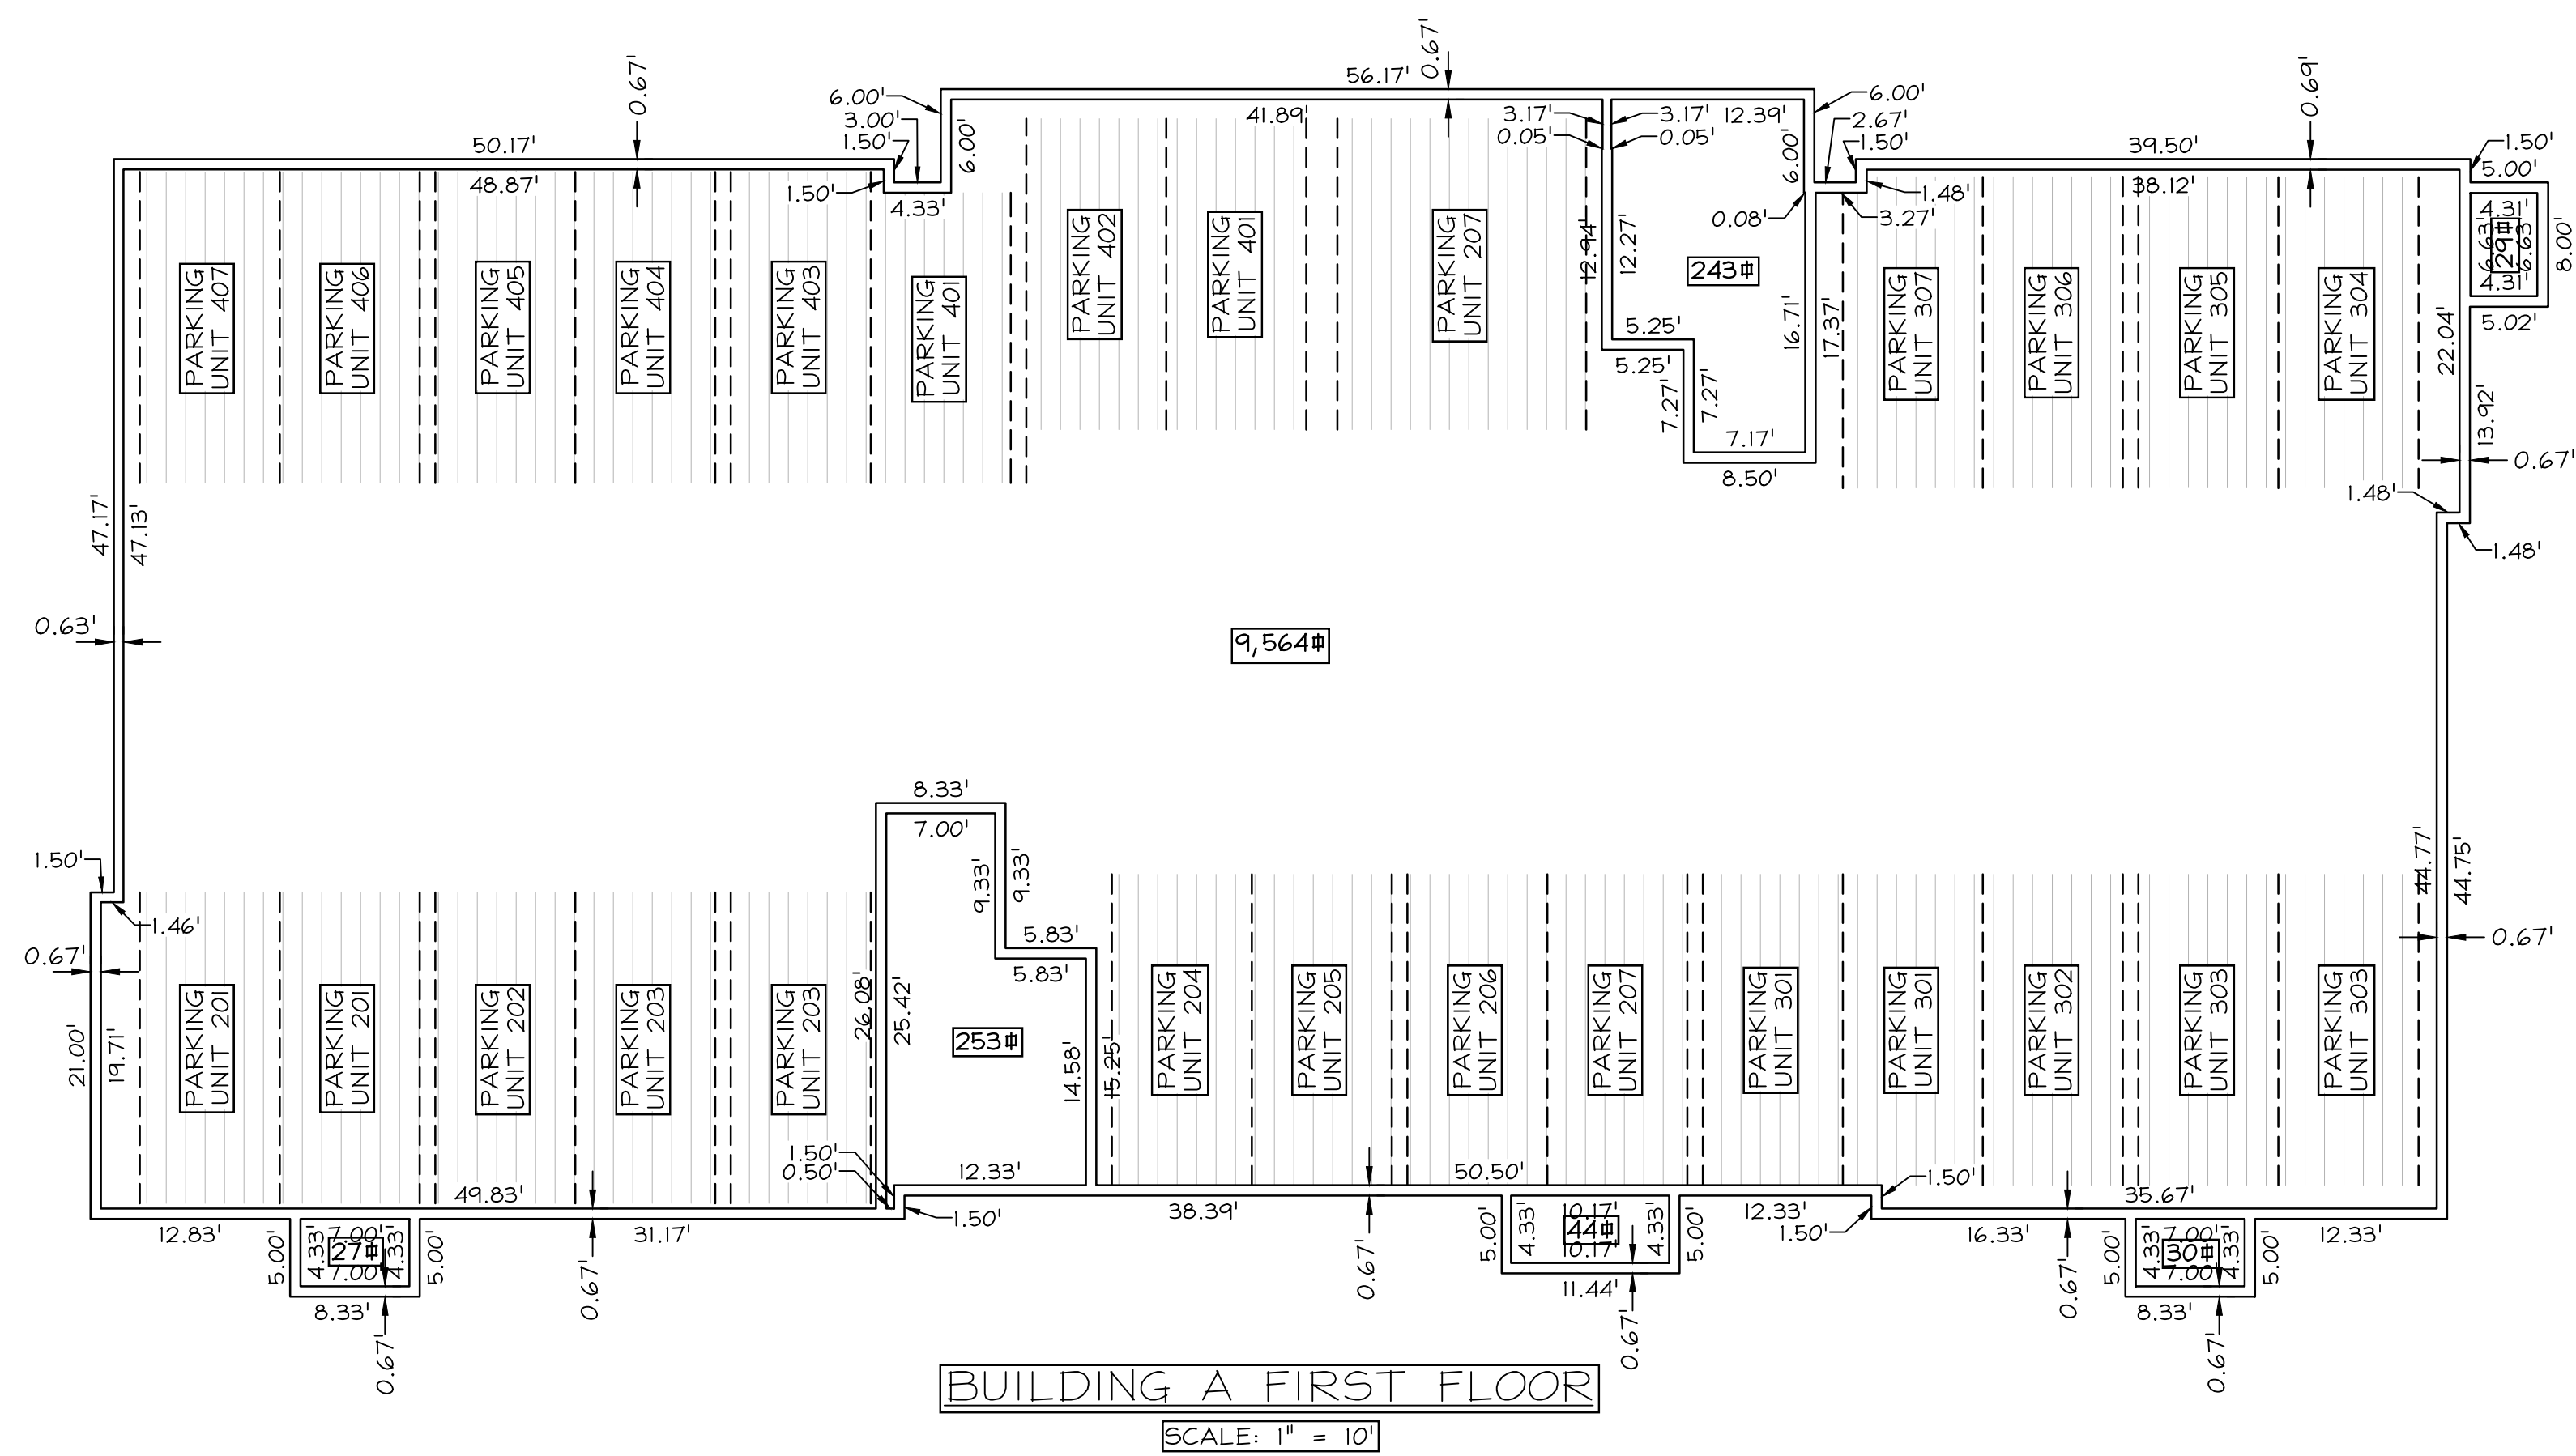 0.67'
0.67'
56.17'
0.69'
6.00'
6.00'
3.00'
41.89'
3.17'
3.17'
12.39'
2.67'
1.50'
0.05'
0.05'
1.50'
1.50'
50.17'
6.00'
6.00'
39.50'
5.00'
48.87'
1.50'
4.33'
1.48'
38.12'
0.08'
3.27'
4.31'
6.63'
29⌗
6.63'
8.00'
4.31'
5.02'
PARKING
UNIT 407
PARKING
UNIT 406
PARKING
UNIT 405
PARKING
UNIT 404
PARKING
UNIT 403
PARKING
UNIT 401
PARKING
UNIT 402
PARKING
UNIT 401
PARKING
UNIT 207
12.94'
12.27'
243⌗
5.25'
5.25'
16.71'
17.37'
7.27'
7.27'
7.17'
8.50'
PARKING
UNIT 307
PARKING
UNIT 306
PARKING
UNIT 305
PARKING
UNIT 304
22.04'
13.92'
0.67'
1.48'
1.48'
47.17'
47.13'
0.63'
9,564⌗
1.50'
1.46'
0.67'
21.00'
19.71'
8.33'
7.00'
9.33'
9.33'
5.83'
5.83'
26.08'
25.42'
253⌗
14.58'
15.25'
44.77'
44.75'
0.67'
PARKING
UNIT 201
PARKING
UNIT 201
PARKING
UNIT 202
PARKING
UNIT 203
PARKING
UNIT 203
PARKING
UNIT 204
PARKING
UNIT 205
PARKING
UNIT 206
PARKING
UNIT 207
PARKING
UNIT 301
PARKING
UNIT 301
PARKING
UNIT 302
PARKING
UNIT 303
PARKING
UNIT 303
1.50'
0.50'
12.33'
50.50'
1.50'
49.83'
35.67'
12.83'
31.17'
1.50'
38.39'
12.33'
1.50'
16.33'
12.33'
5.00'
4.33'
7.00'
27⌗
7.00'
4.33'
5.00'
8.33'
0.67'
0.67'
0.67'
5.00'
4.33'
10.17'
44⌗
10.17'
4.33'
5.00'
11.44'
0.67'
0.67'
5.00'
4.33'
7.00'
30⌗
7.00'
4.33'
5.00'
8.33'
0.67'
BUILDING A FIRST FLOOR
SCALE: 1" = 10'